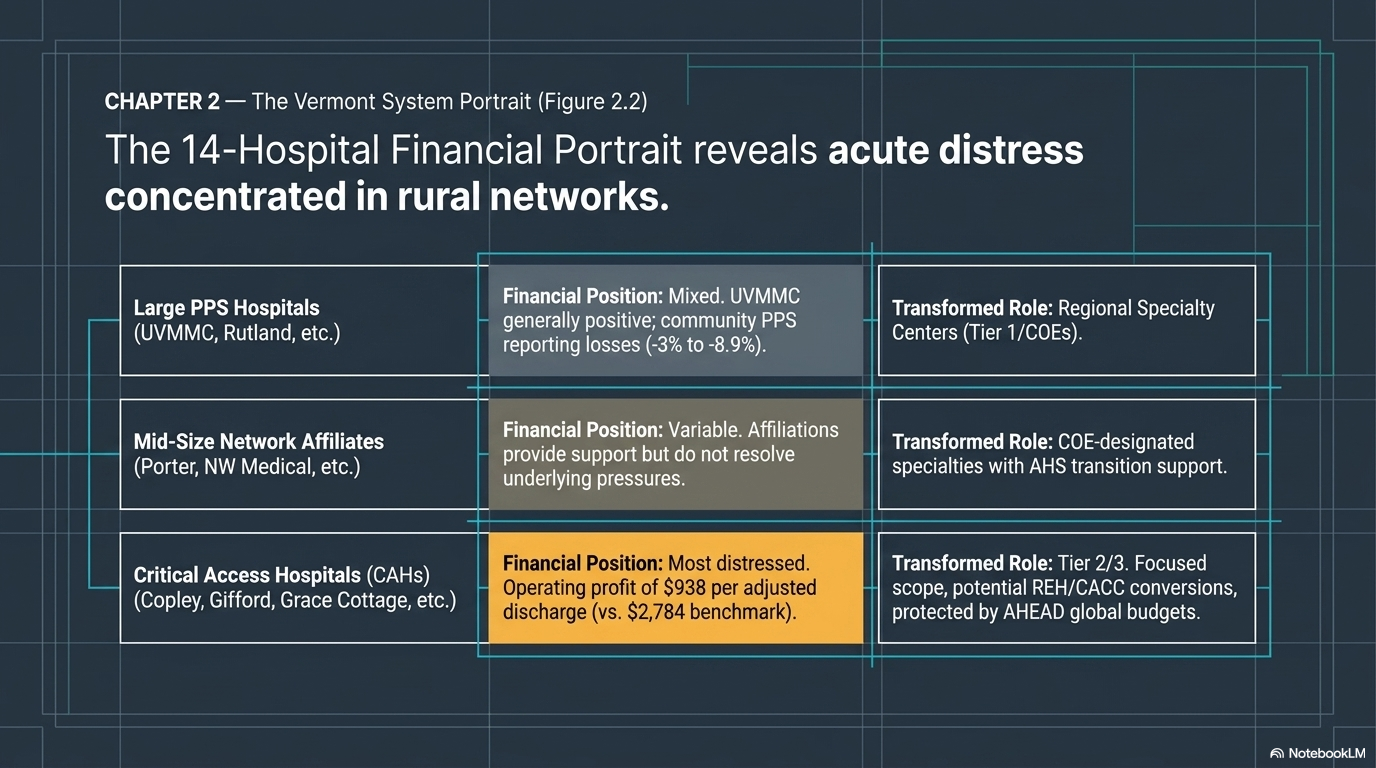 CHAPTER 2 — The Vermont System Portrait (Figure 2.2)
The 14-Hospital Financial Portrait reveals acute distress
concentrated in rural networks.
Large PPS Hospitals
(UVMMC, Rutland, etc.)
Financial Position: Mixed. UVMMC
generally positive; community PPS
reporting losses (-3% to -8.9%).
Transformed Role: Regional Specialty
Centers (Tier 1/COEs).
Mid-Size Network Affiliates
(Porter, NW Medical, etc.)
Financial Position: Variable. Affiliations
provide support but do not resolve
underlying pressures.
Transformed Role: COE-designated
specialties with AHS transition support.
Critical Access Hospitals (CAHs)
(Copley, Gifford, Grace Cottage, etc.)
Financial Position: Most distressed.
Operating profit of $938 per adjusted
discharge (vs. $2,784 benchmark).
Transformed Role: Tier 2/3. Focused
scope, potential REH/CACC conversions,
protected by AHEAD global budgets.
NotebookLM